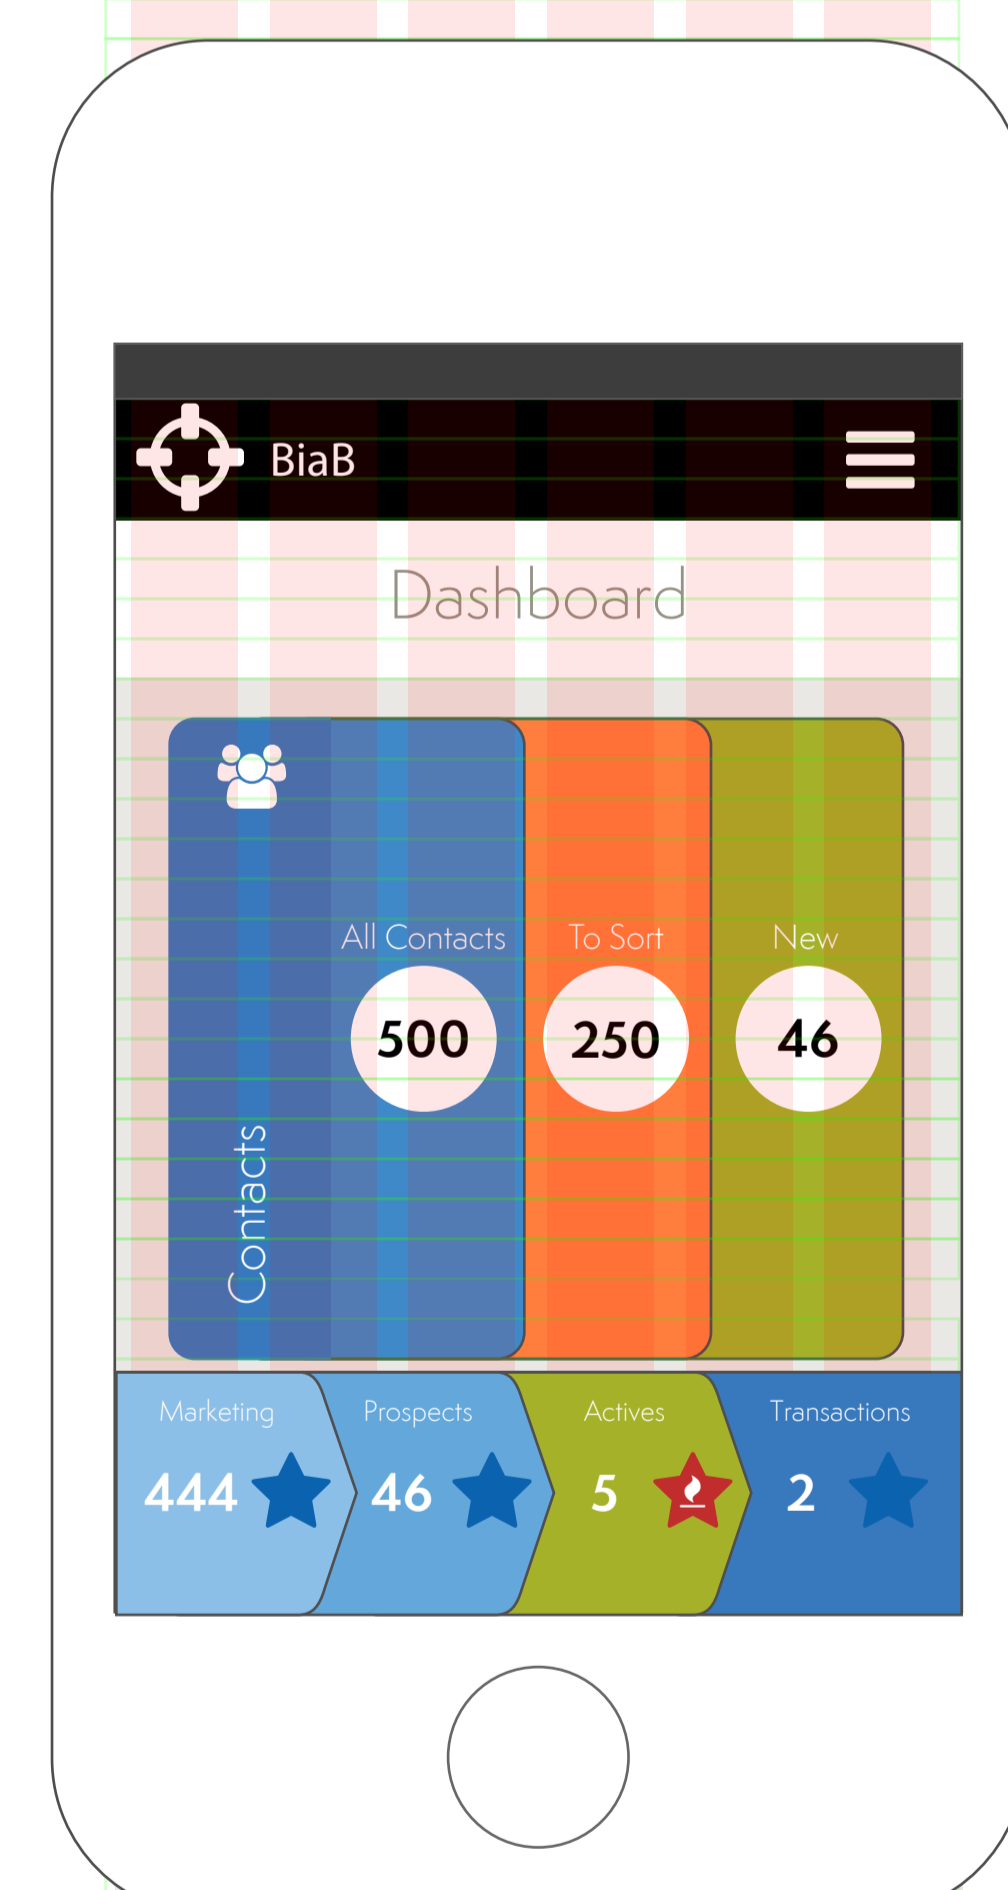 BiaB
Dashboard
Contacts
All Contacts
500
To Sort
250
New
46
Marketing
444
Prospects
46
Actives
5
Transactions
2